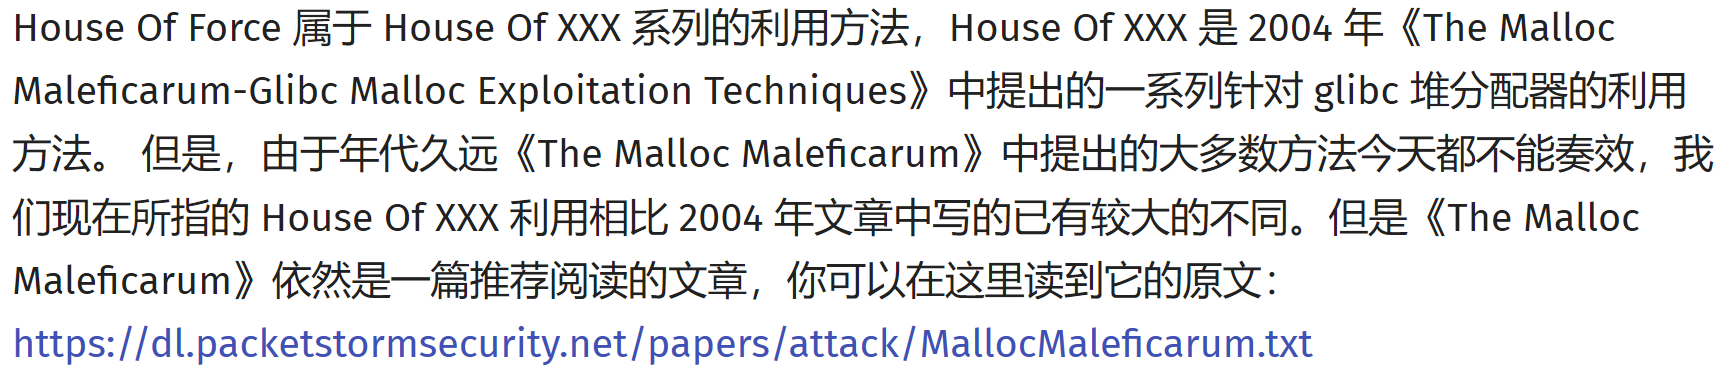 House Of Force 属于 House Of XXX 系列的利用方法，House Of XXX 是 2004 年《The Malloc
Maleficarum-Glibc Malloc Exploitation Techniques》中提出的一系列针对 glibc 堆分配器的利用
方法。 但是，由于年代久远《The Malloc Maleficarum》中提出的大多数方法今天都不能奏效，我
们现在所指的 House Of XXX 利用相比 2004 年文章中写的已有较大的不同。但是《The Malloc
Maleficarum》依然是一篇推荐阅读的文章，你可以在这里读到它的原文：
https://dl.packetstormsecurity.net/papers/attack/MallocMaleficarum.txt